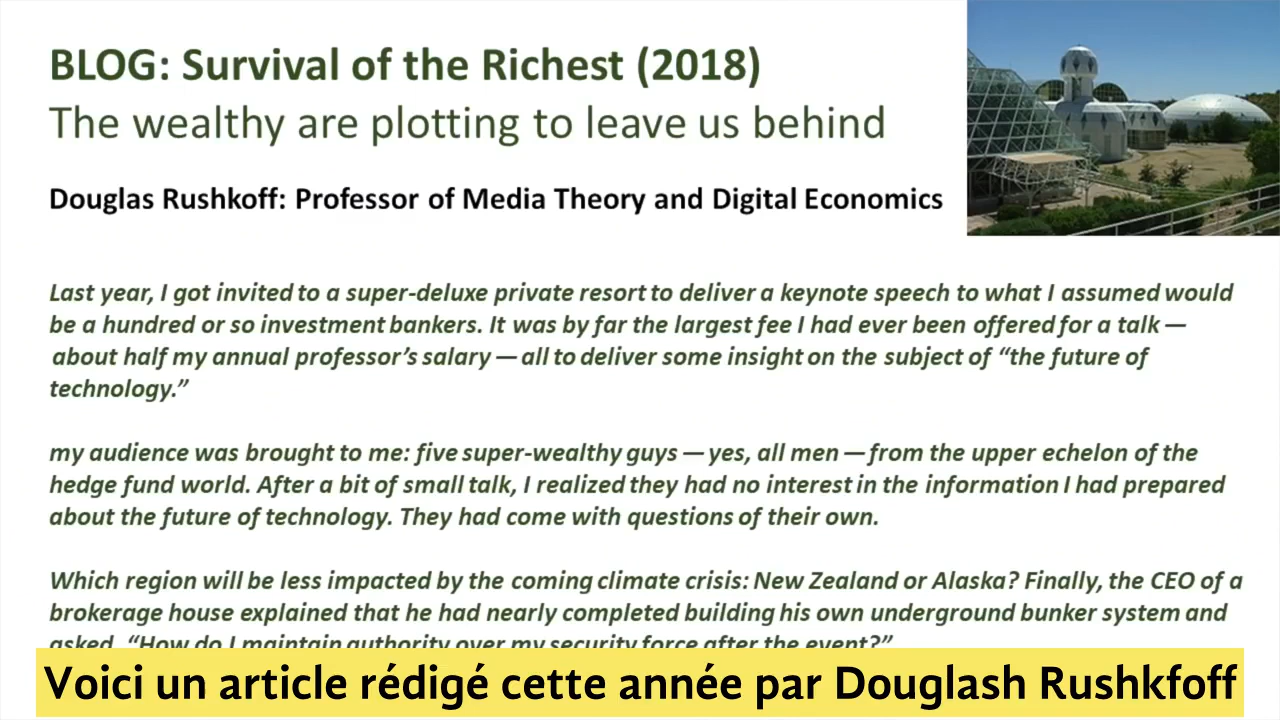 BLOG: Survival of the Richest (2018)
The wealthy are plotting to leave us behind
Douglas Rushkoff: Professor of Media Theory and Digital Economics
Last year, I got invited to a super-deluxe private resort to deliver a keynote speech to what I assumed would
be a hundred or so investment bankers. It was by far the largest fee I had ever been offered for a talk —
about half my annual professor’s salary — all to deliver some insight on the subject of “the future of
technology.”
my audience was brought to me: five super-wealthy guys — yes, all men — from the upper echelon of the
hedge fund world. After a bit of small talk, I realized they had no interest in the information I had prepared
about the future of technology. They had come with questions of their own.
Which region will be less impacted by the coming climate crisis: New Zealand or Alaska? Finally, the CEO of a
brokerage house explained that he had nearly completed building his own underground bunker system and
asked, “How do I maintain authority over my security force after the event?”
Voici un article rédigé cette année par Douglash Rushkfoff